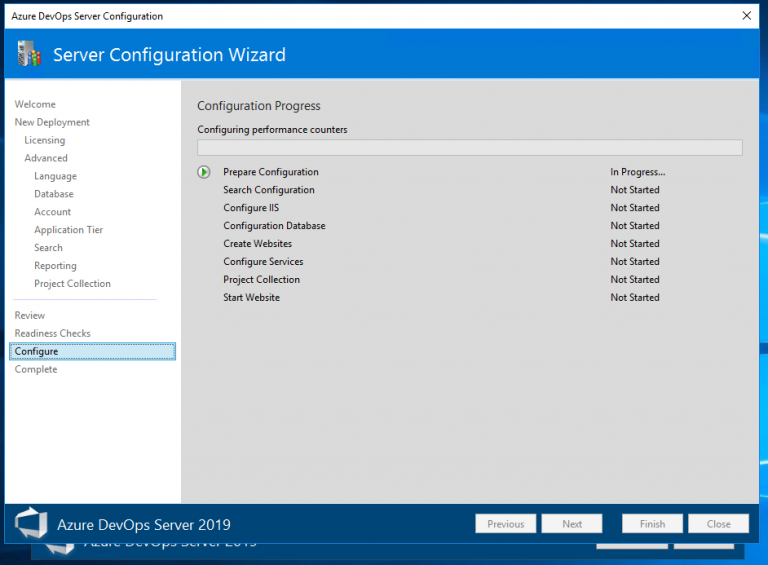 Azure DevOps Server Configuration
Server Configuration Wizard
Welcome
New Deployment
Licensing
Advanced
Language
Database
Account
Application Tier
Search
Reporting
Project Collection
Review
Readiness Checks
Configure
Complete
Configuration Progress
Configuring performance counters
Prepare Configuration In Progress...
Search Configuration Not Started
Configure IIS Not Started
Configuration Database Not Started
Create Websites Not Started
Configure Services Not Started
Project Collection Not Started
Start Website Not Started
Azure DevOps Server 2019
Previous Next Finish Close
Azure DevOps Server 2019